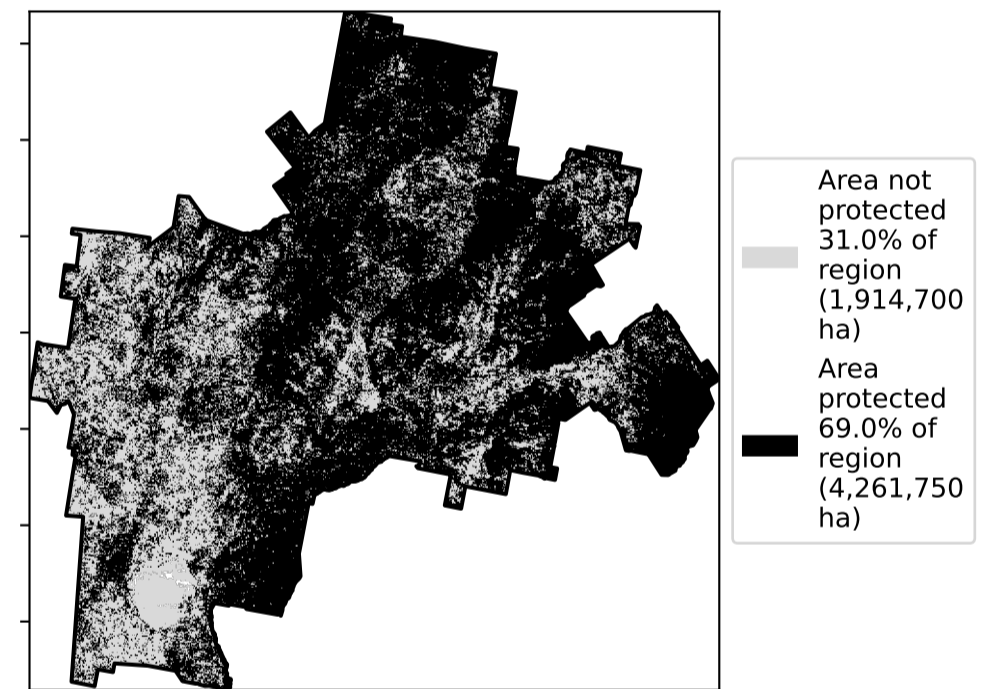 Area not
protected
31.0% of
region
(1,914,700
ha)
Area
protected
69.0% of
region
(4,261,750
ha)